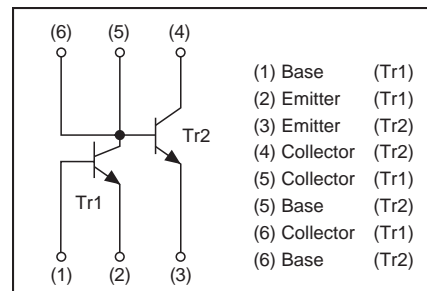 (6) (5) (4)
Tr2
Tr1
(1) (2) (3)
(1) Base (Tr1)
(2) Emitter (Tr1)
(3) Emitter (Tr2)
(4) Collector (Tr2)
(5) Collector (Tr1)
(5) Base (Tr2)
(6) Collector (Tr1)
(6) Base (Tr2)